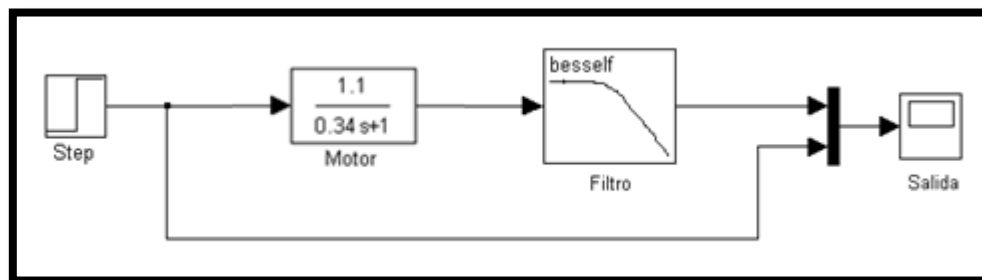 besself
1.1
0.34 s+1
Step
Motor
Filtro
Salida